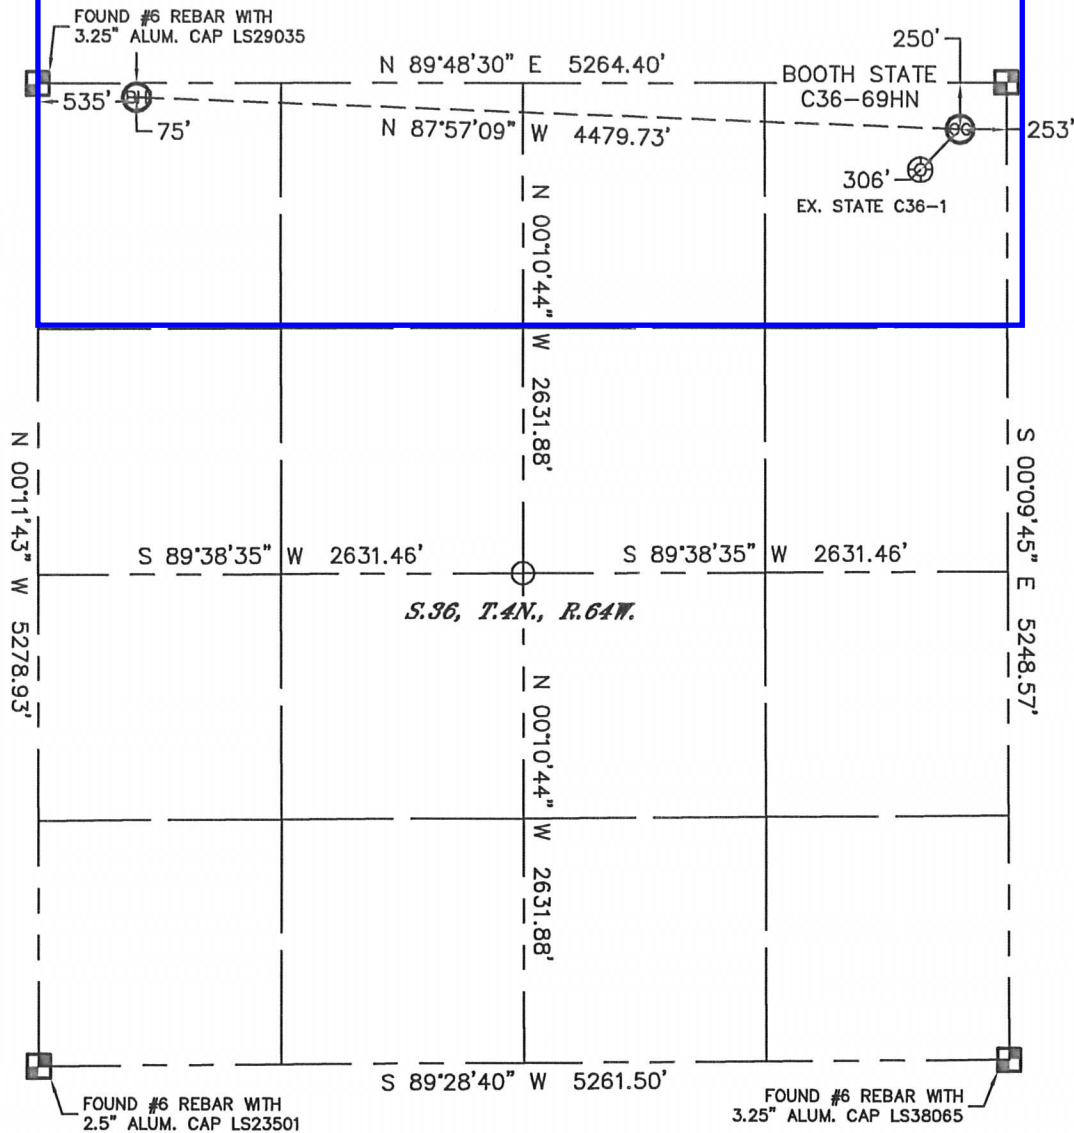 FOUND #6 REBAR WITH
3.25" ALUM. CAP LS29035
N 89°48'30" E 5264.40'
250'
BOOTH STATE
C36-69HN
535'
BH
75'
N 87°57'09" W 4479.73'
OG
253'
306'
EX. STATE C36-1
N 00°10'44" W 2631.88'
N 00°11'43" W 5278.93'
S 00°09'45" E 5248.57'
S 89°38'35" W 2631.46'
S 89°38'35" W 2631.46'
S.36, T.4N., R.64W.
N 00°10'44" W 2631.88'
S 89°28'40" W 5261.50'
FOUND #6 REBAR WITH
2.5" ALUM. CAP LS23501
FOUND #6 REBAR WITH
3.25" ALUM. CAP LS38065